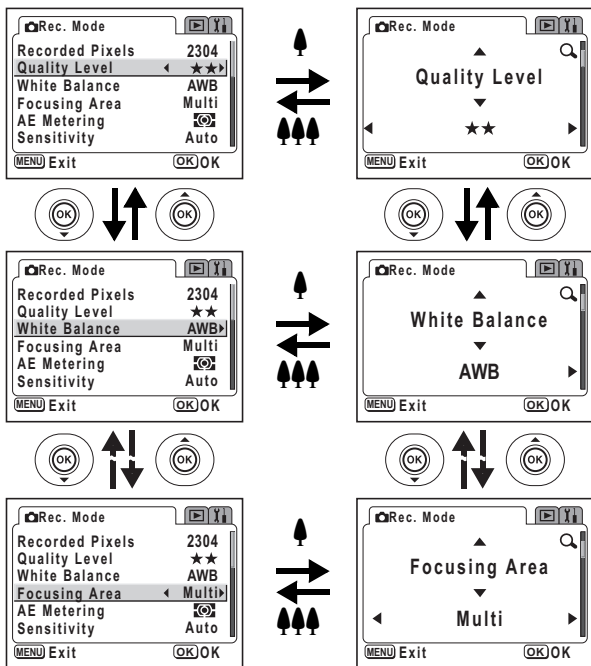 Rec. Mode
Recorded Pixels 2304
Quality Level ★★
White Balance AWB
Focusing Area Multi
AE Metering
Sensitivity Auto
MENU Exit OK OK
Rec. Mode
Quality Level
★★
MENU Exit OK OK
OK OK
OK OK
Rec. Mode
Recorded Pixels 2304
Quality Level ★★
White Balance AWB
Focusing Area Multi
AE Metering
Sensitivity Auto
MENU Exit OK OK
Rec. Mode
White Balance
AWB
MENU Exit OK OK
OK OK
OK OK
Rec. Mode
Recorded Pixels 2304
Quality Level ★★
White Balance AWB
Focusing Area Multi
AE Metering
Sensitivity Auto
MENU Exit OK OK
Rec. Mode
Focusing Area
Multi
MENU Exit OK OK